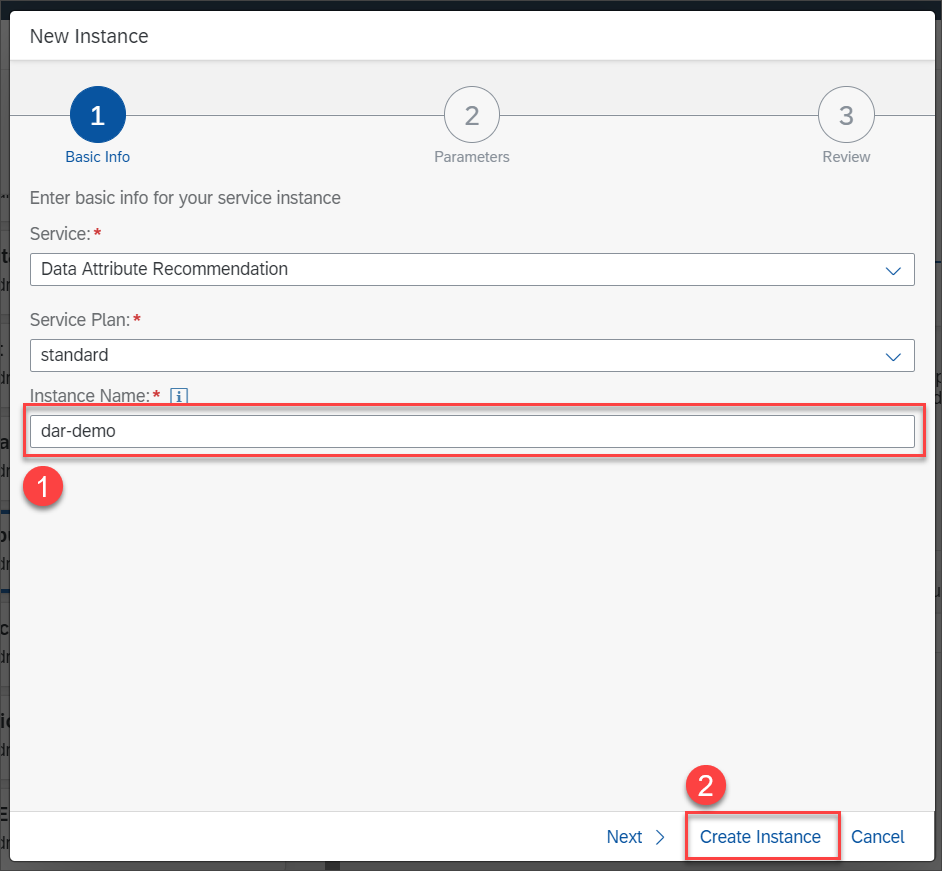 New Instance
1 2 3
Basic Info Parameters Review
Enter basic info for your service instance
Service:*
Data Attribute Recommendation
Service Plan:*
standard
Instance Name:* i
dar-demo
1
2
Next Create Instance Cancel